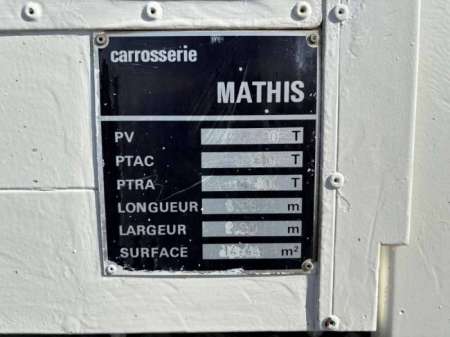 carrosserie
MATHIS
PV T
PTAC T
PTRA T
LONGUEUR m
LARGEUR m
SURFACE m²